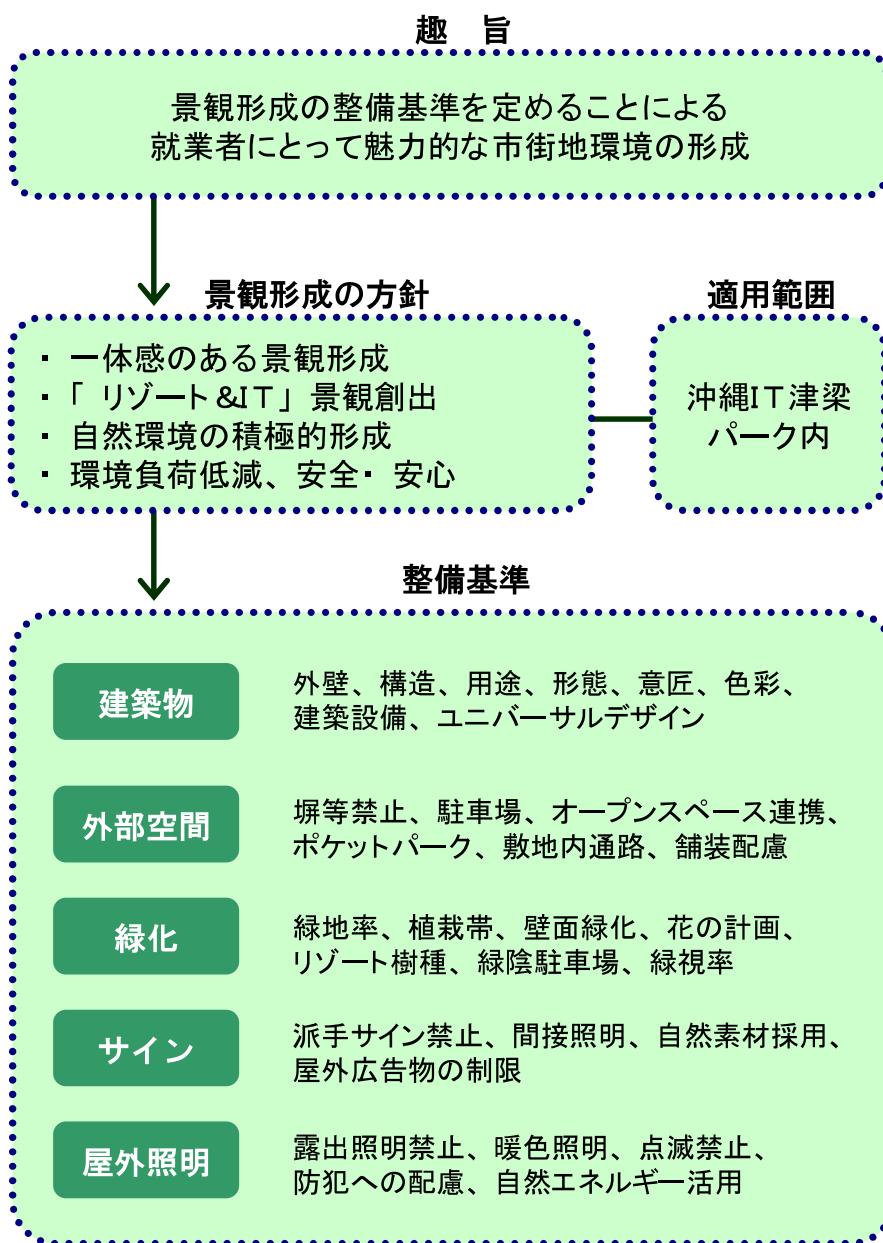 趣　旨
景観形成の整備基準を定めることによる
就業者にとって魅力的な市街地環境の形成
景観形成の方針
・ 一体感のある景観形成
・「 リゾート&IT」 景観創出
・ 自然環境の積極的形成
・ 環境負荷低減、安全・ 安心
適用範囲
沖縄IT津梁
パーク内
整備基準
建築物
外壁、構造、用途、形態、意匠、色彩、
建築設備、ユニバーサルデザイン
外部空間
塀等禁止、駐車場、オープンスペース連携、
ポケットパーク、敷地内通路、舗装配慮
緑化
緑地率、植栽帯、壁面緑化、花の計画、
リゾート樹種、緑陰駐車場、緑視率
サイン
派手サイン禁止、間接照明、自然素材採用、
屋外広告物の制限
屋外照明
露出照明禁止、暖色照明、点滅禁止、
防犯への配慮、自然エネルギー活用